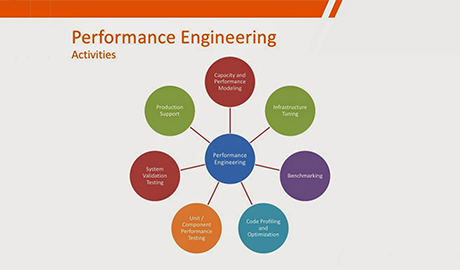 Performance Engineering
Activities
Capacity and
Performance
Modeling
Production
Support
Infrastructure
Tuning
Performance
Engineering
System
Validation
Testing
Benchmarking
Unit /
Component
Performance
Testing
Code Profiling
and
Optimization